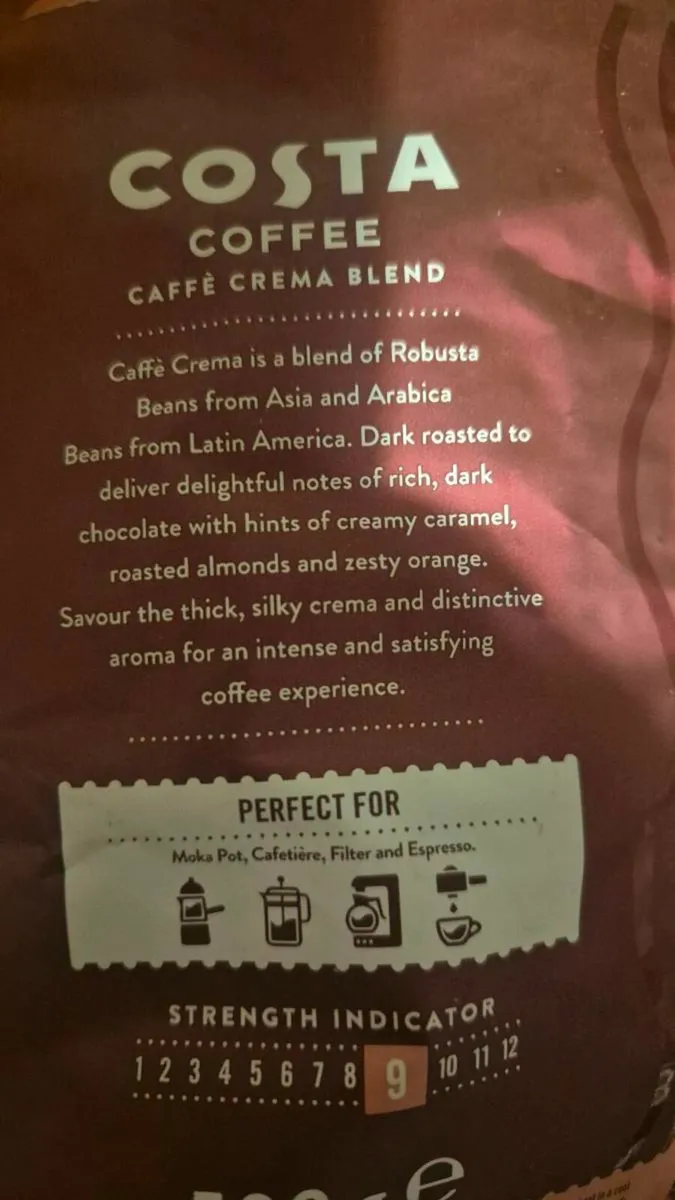 COSTA
COFFEE
CAFFÈ CREMA BLEND
Caffè Crema is a blend of Robusta
Beans from Asia and Arabica
Beans from Latin America. Dark roasted to
deliver delightful notes of rich, dark
chocolate with hints of creamy caramel,
roasted almonds and zesty orange.
Savour the thick, silky crema and distinctive
aroma for an intense and satisfying
coffee experience.
PERFECT FOR
Moka Pot, Cafetière, Filter and Espresso.
STRENGTH INDICATOR
1 2 3 4 5 6 7 8 9 10 11 12
e